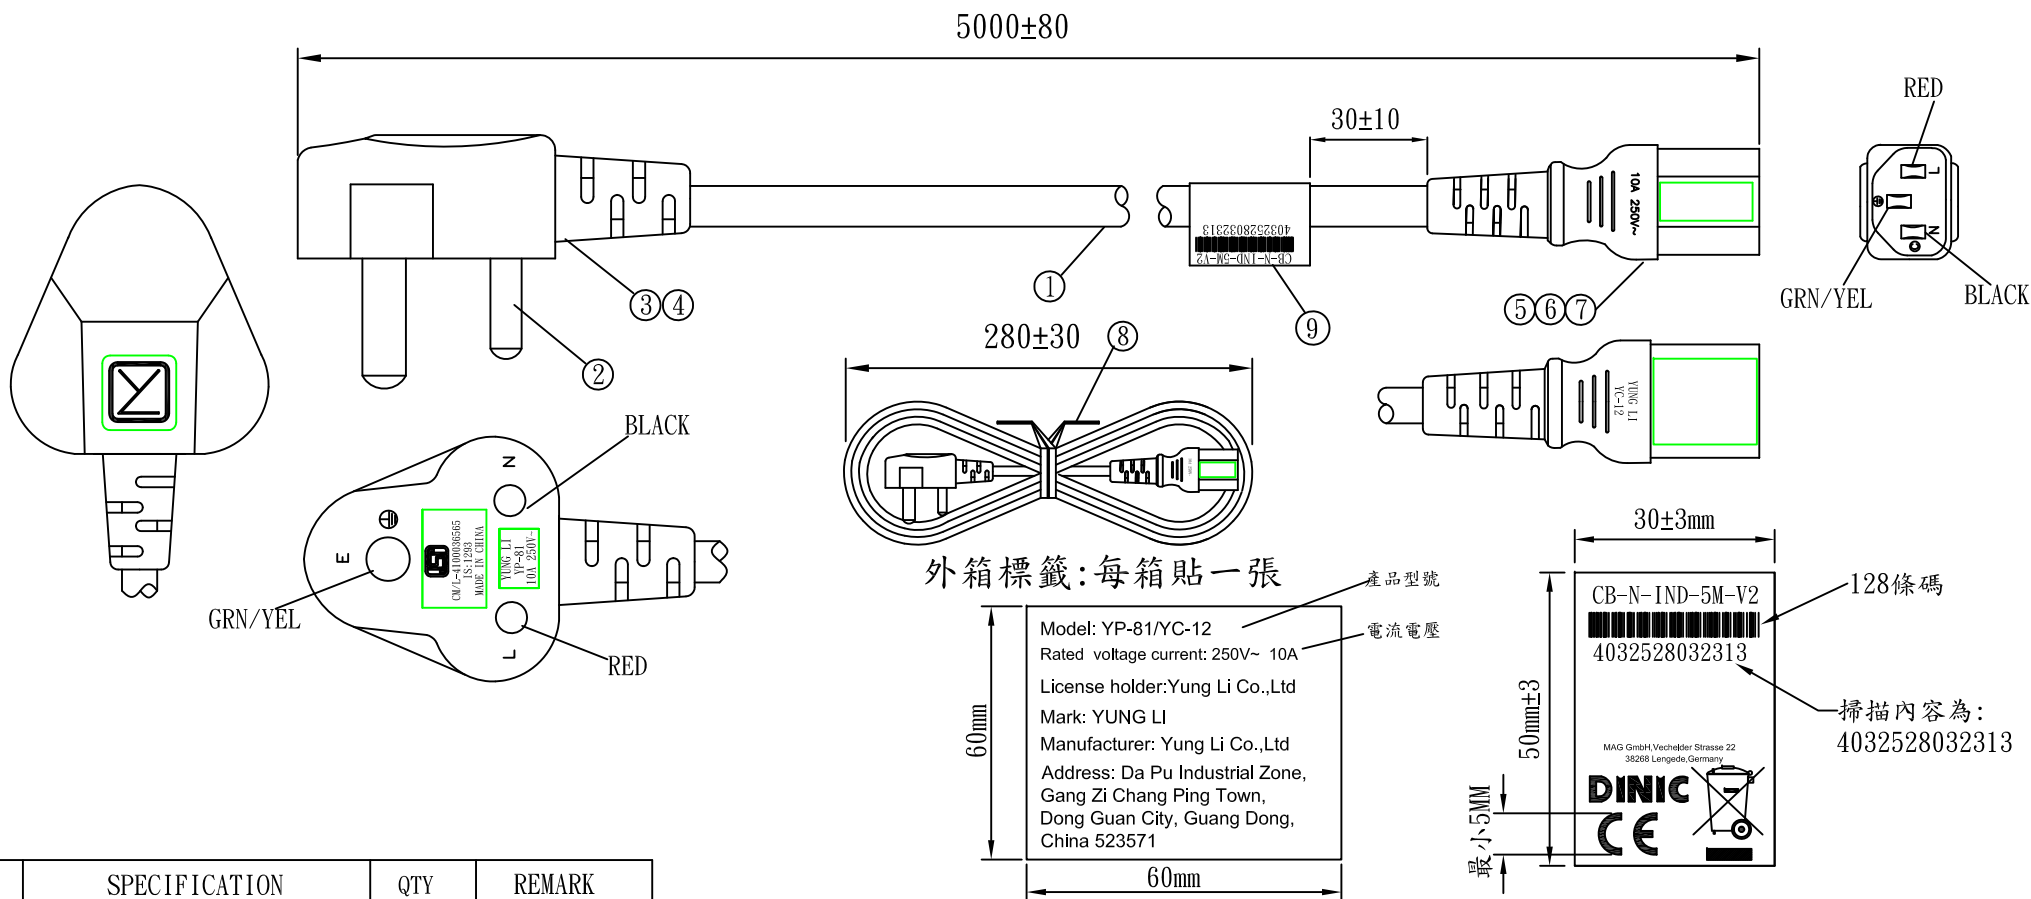 5000±80
30±10
RED
10A 250V~
L
N
GRN/YEL
BLACK
4032528032313
CB-N-IND-5M-V2
③④
①
②
⑨
⑤⑥⑦
280±30
⑧
YUNG LI
YC-12
BLACK
N
E
L
CM/L-4100036565
IS:1293
MADE IN CHINA
YUNG LI
YP-81
10A 250V~
GRN/YEL
RED
外箱標籤:每箱貼一張
產品型號
電流電壓
Model: YP-81/YC-12
Rated voltage current: 250V~ 10A
License holder:Yung Li Co.,Ltd
Mark: YUNG LI
Manufacturer: Yung Li Co.,Ltd
Address: Da Pu Industrial Zone,
Gang Zi Chang Ping Town,
Dong Guan City, Guang Dong,
China 523571
60mm
60mm
30±3mm
50mm±3
最小5MM
CB-N-IND-5M-V2
4032528032313
MAG GmbH,Vechelder Strasse 22
38268 Lengede,Germany
DINIC
CE
128條碼
掃描內容為:
4032528032313
SPECIFICATION QTY REMARK